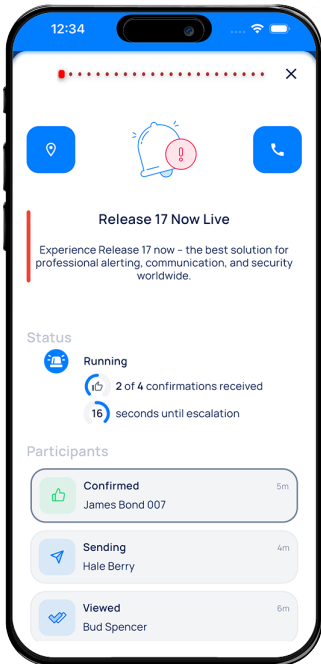 12:34
Release 17 Now Live
Experience Release 17 now – the best solution for
professional alerting, communication, and security
worldwide.
Status
Running
2 of 4 confirmations received
16 seconds until escalation
Participants
Confirmed 5m
James Bond 007
Sending 4m
Hale Berry
Viewed 6m
Bud Spencer